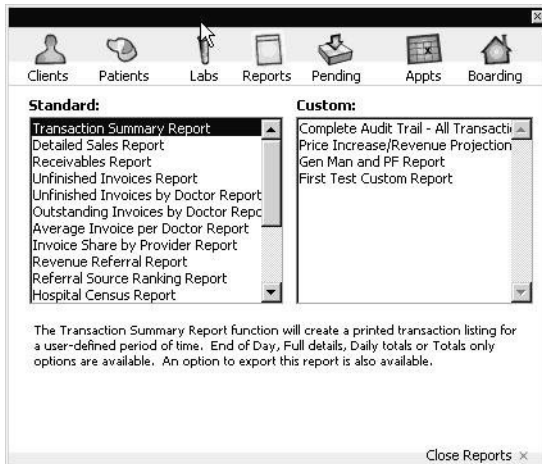 Clients Patients Labs Reports Pending Appts Boarding
Standard: Custom:
Transaction Summary Report
Detailed Sales Report
Receivables Report
Unfinished Invoices Report
Unfinished Invoices by Doctor Report
Outstanding Invoices by Doctor Repc
Average Invoice per Doctor Report
Invoice Share by Provider Report
Revenue Referral Report
Referral Source Ranking Report
Hospital Census Report
Complete Audit Trail - All Transactio
Price Increase/Revenue Projection
Gen Man and PF Report
First Test Custom Report
The Transaction Summary Report function will create a printed transaction listing for
a user-defined period of time. End of Day, Full details, Daily totals or Totals only
options are available. An option to export this report is also available.
Close Reports ×